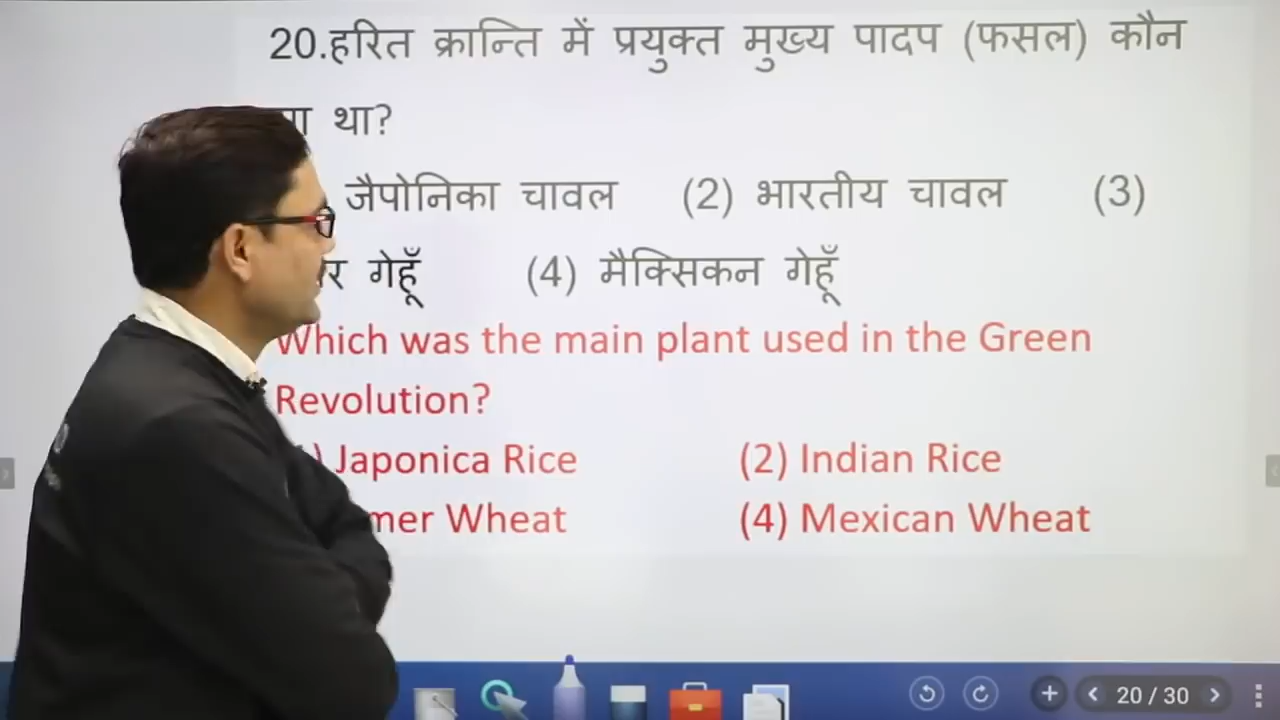 20.हरित क्रान्ति में प्रयुक्त मुख्य पादप (फसल) कौन
था?
जैपोनिका चावल (2) भारतीय चावल (3)
गेहूँ (4) मैक्सिकन गेहूँ
Which was the main plant used in the Green
Revolution?
Japonica Rice (2) Indian Rice
Wheat (4) Mexican Wheat
20 / 30